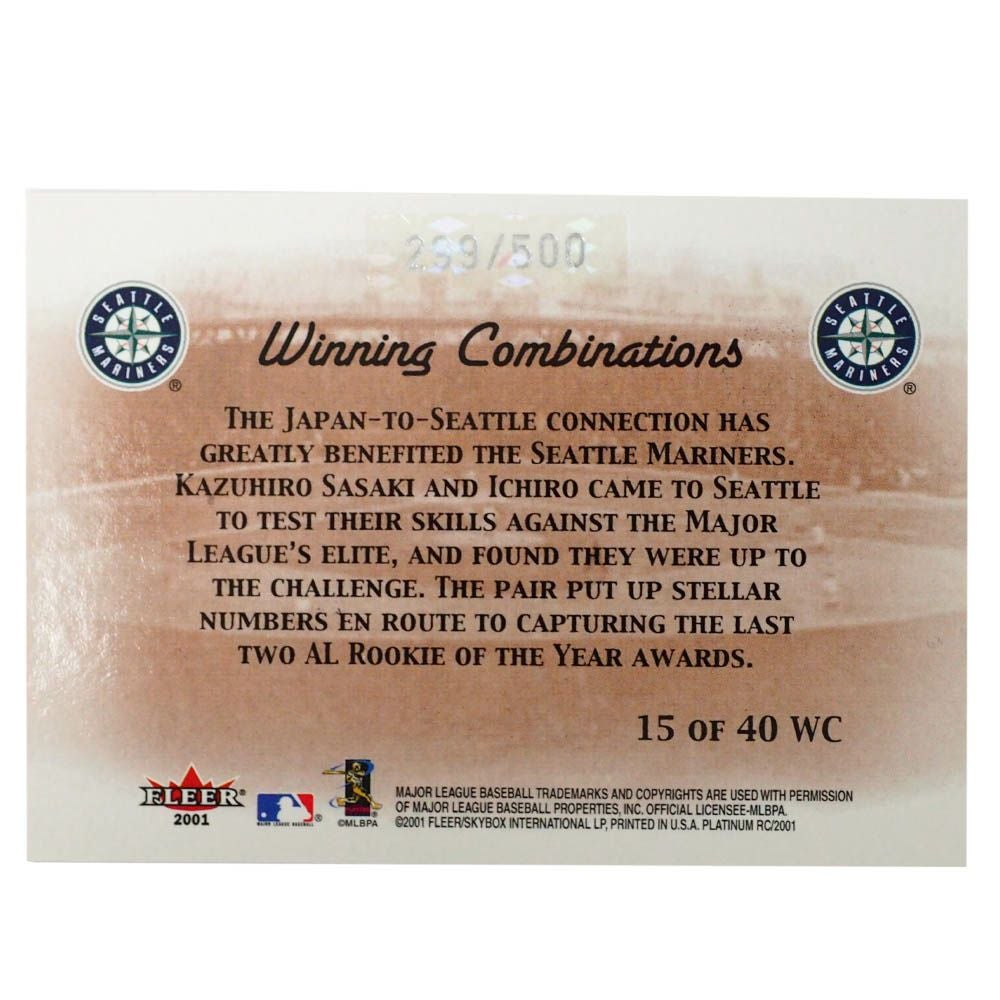 299/500
SEATTLE MARINERS ®
SEATTLE MARINERS ®
Winning Combinations
THE JAPAN-TO-SEATTLE CONNECTION HAS
GREATLY BENEFITED THE SEATTLE MARINERS.
KAZUHIRO SASAKI AND ICHIRO CAME TO SEATTLE
TO TEST THEIR SKILLS AGAINST THE MAJOR
LEAGUE'S ELITE, AND FOUND THEY WERE UP TO
THE CHALLENGE. THE PAIR PUT UP STELLAR
NUMBERS EN ROUTE TO CAPTURING THE LAST
TWO AL ROOKIE OF THE YEAR AWARDS.
15 OF 40 WC
FLEER®
2001
MAJOR LEAGUE BASEBALL ®
©MLBPA
MAJOR LEAGUE BASEBALL TRADEMARKS AND COPYRIGHTS ARE USED WITH PERMISSION
OF MAJOR LEAGUE BASEBALL PROPERTIES, INC. OFFICIAL LICENSEE-MLBPA.
©2001 FLEER/SKYBOX INTERNATIONAL LP, PRINTED IN U.S.A. PLATINUM RC/2001